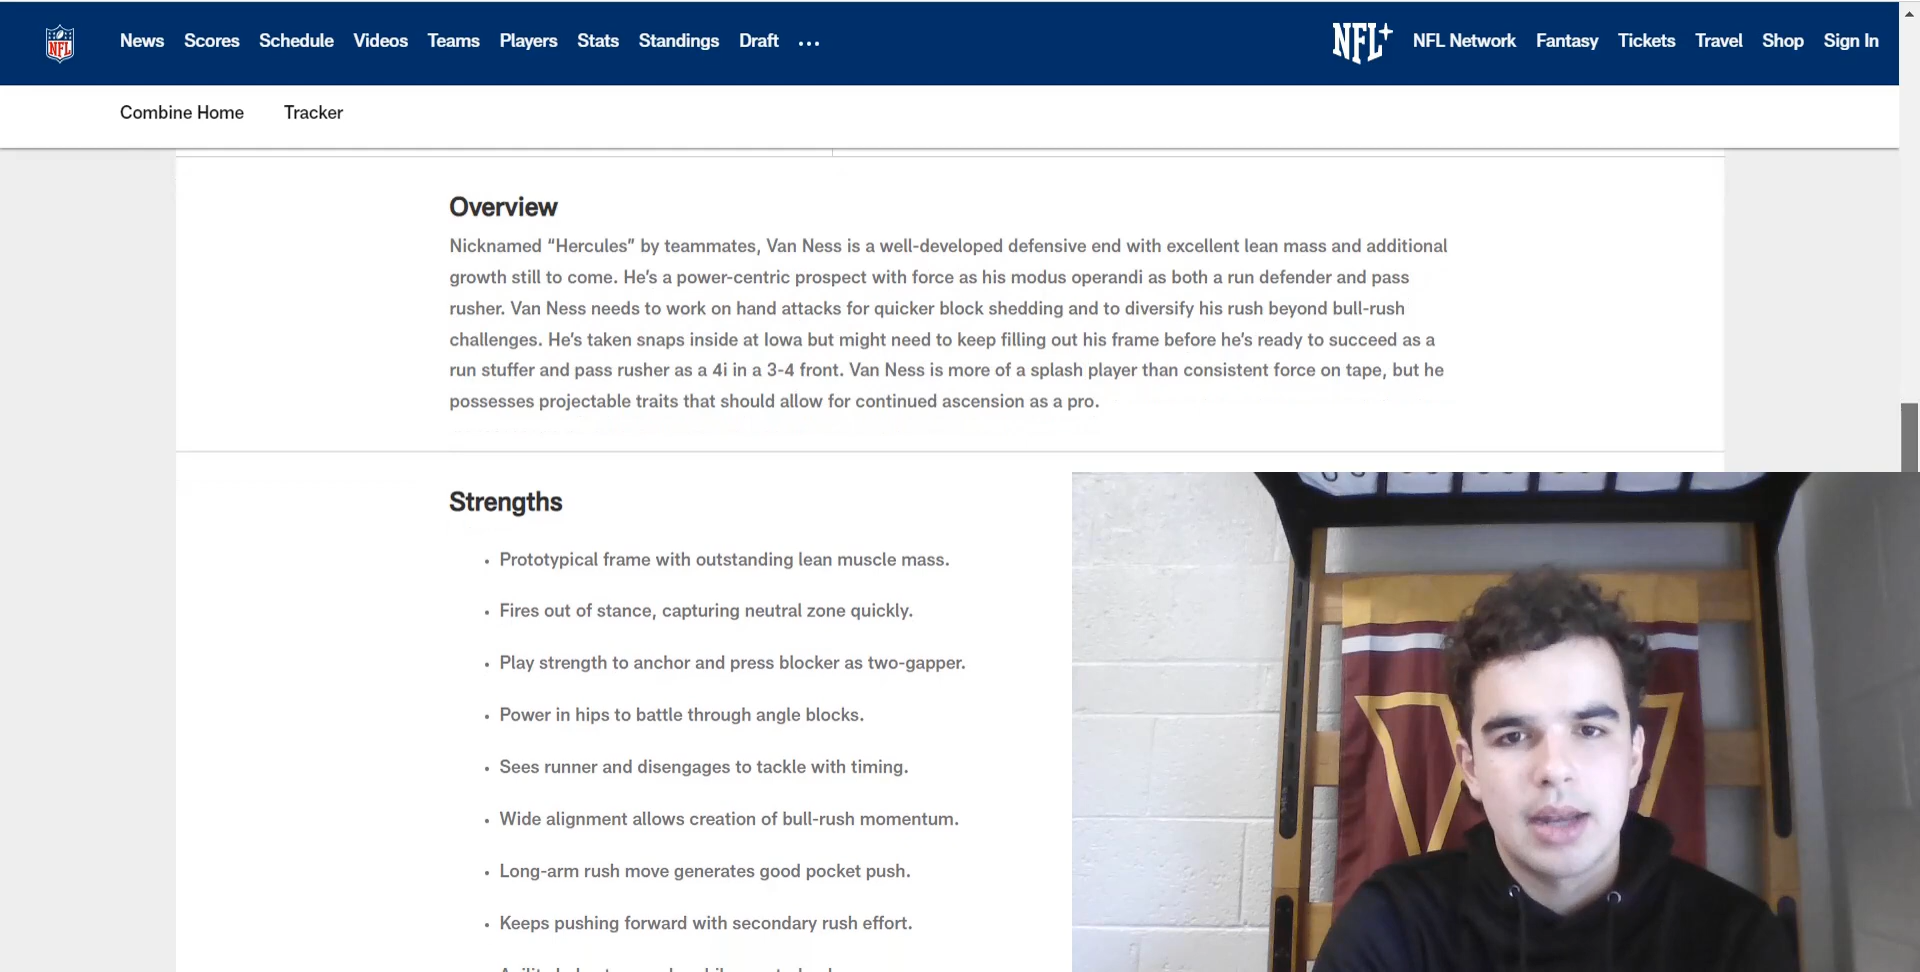 NFL
News Scores Schedule Videos Teams Players Stats Standings Draft ...
NFL+ NFL Network Fantasy Tickets Travel Shop Sign In
Combine Home Tracker
Overview
Nicknamed “Hercules” by teammates, Van Ness is a well-developed defensive end with excellent lean mass and additional
growth still to come. He’s a power-centric prospect with force as his modus operandi as both a run defender and pass
rusher. Van Ness needs to work on hand attacks for quicker block shedding and to diversify his rush beyond bull-rush
challenges. He’s taken snaps inside at Iowa but might need to keep filling out his frame before he’s ready to succeed as a
run stuffer and pass rusher as a 4i in a 3-4 front. Van Ness is more of a splash player than consistent force on tape, but he
possesses projectable traits that should allow for continued ascension as a pro.
Strengths
• Prototypical frame with outstanding lean muscle mass.
• Fires out of stance, capturing neutral zone quickly.
• Play strength to anchor and press blocker as two-gapper.
• Power in hips to battle through angle blocks.
• Sees runner and disengages to tackle with timing.
• Wide alignment allows creation of bull-rush momentum.
• Long-arm rush move generates good pocket push.
• Keeps pushing forward with secondary rush effort.